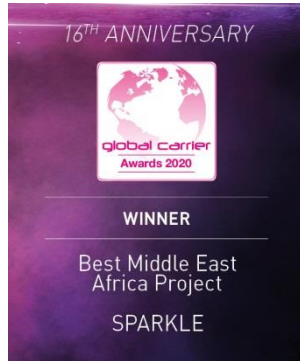 16TH ANNIVERSARY
global carrier
Awards 2020
WINNER
Best Middle East
Africa Project
SPARKLE